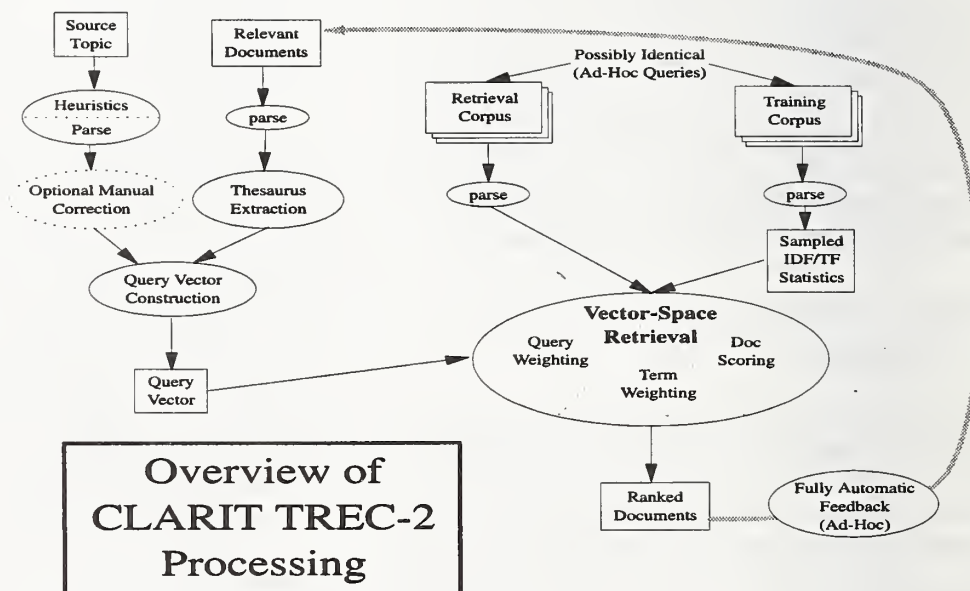 Source
Topic
Relevant
Documents
Possibly Identical
(Ad-Hoc Queries)
Heuristics
Parse
parse
Retrieval
Corpus
Training
Corpus
Optional Manual
Correction
Thesaurus
Extraction
parse
parse
Sampled
IDF/TF
Statistics
Query Vector
Construction
Vector-Space
Retrieval
Query
Weighting
Doc
Scoring
Term
Weighting
Query
Vector
Overview of
CLARIT TREC-2
Processing
Ranked
Documents
Fully Automatic
Feedback
(Ad-Hoc)